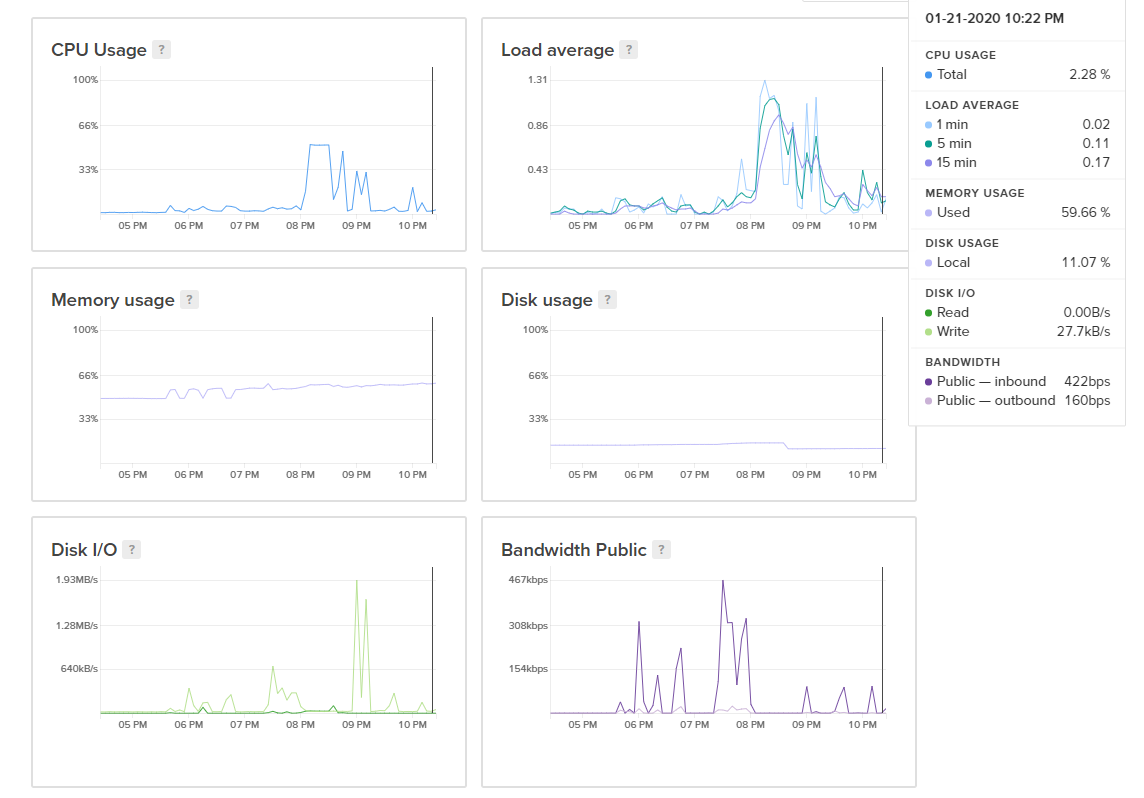 CPU Usage ?
100%
66%
33%
05 PM 06 PM 07 PM 08 PM 09 PM 10 PM
Load average ?
1.31
0.86
0.43
05 PM 06 PM 07 PM 08 PM 09 PM 10 PM
01-21-2020 10:22 PM
CPU USAGE
Total 2.28 %
LOAD AVERAGE
1 min 0.02
5 min 0.11
15 min 0.17
MEMORY USAGE
Used 59.66 %
DISK USAGE
Local 11.07 %
DISK I/O
Read 0.00B/s
Write 27.7kB/s
BANDWIDTH
Public — inbound 422bps
Public — outbound 160bps
Memory usage ?
100%
66%
33%
05 PM 06 PM 07 PM 08 PM 09 PM 10 PM
Disk usage ?
100%
66%
33%
05 PM 06 PM 07 PM 08 PM 09 PM 10 PM
Disk I/O ?
1.93MB/s
1.28MB/s
640kB/s
05 PM 06 PM 07 PM 08 PM 09 PM 10 PM
Bandwidth Public ?
467kbps
308kbps
154kbps
05 PM 06 PM 07 PM 08 PM 09 PM 10 PM